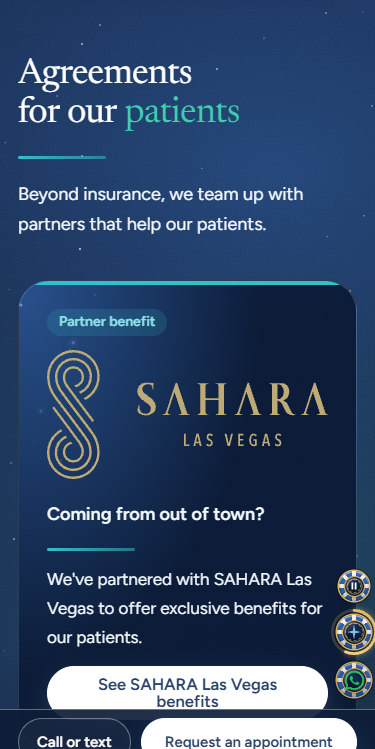 Agreements
for our patients
Beyond insurance, we team up with
partners that help our patients.
Partner benefit
SAHARA
LAS VEGAS
Coming from out of town?
We've partnered with SAHARA Las
Vegas to offer exclusive benefits for
our patients.
See SAHARA Las Vegas
benefits
Call or text
Request an appointment